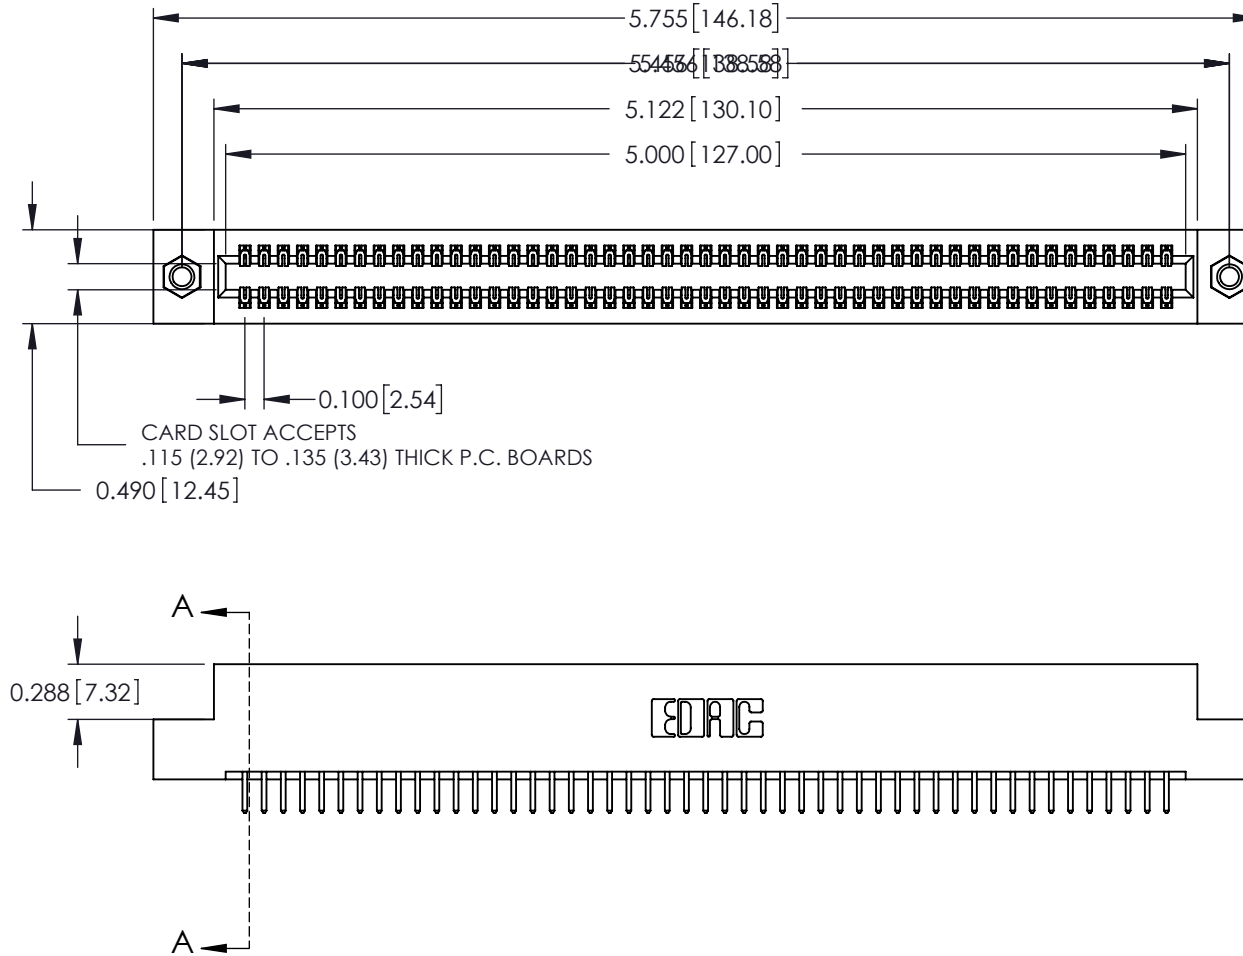 5.755[146.18]
5.122[130.10]
5.000[127.00]
0.100[2.54]
CARD SLOT ACCEPTS
.115 (2.92) TO .135 (3.43) THICK P.C. BOARDS
0.490[12.45]
A
0.288[7.32]
EDAC
A